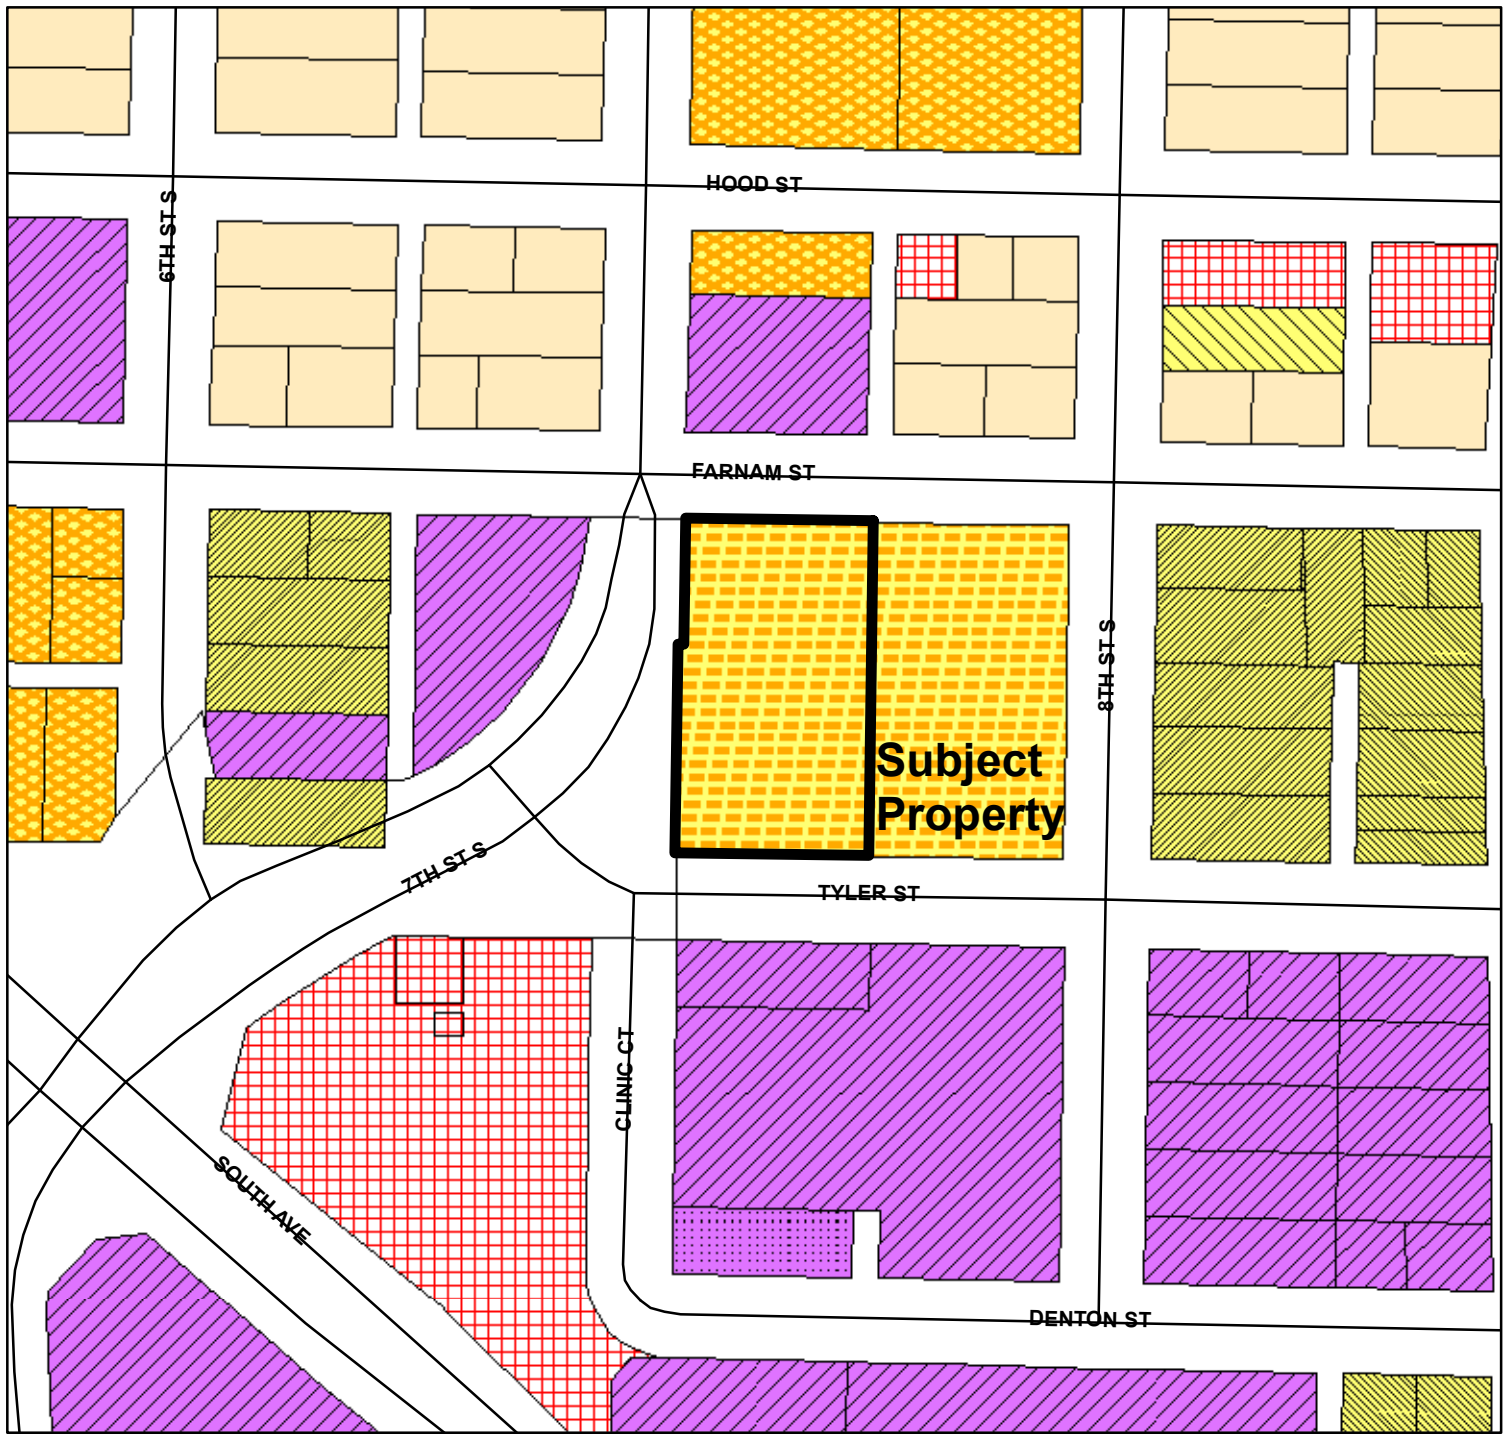 HOOD ST
6TH ST S
FARNAM ST
8TH ST S
Subject
Property
7TH ST S
TYLER ST
CLINIC CT
SOUTH AVE
DENTON ST